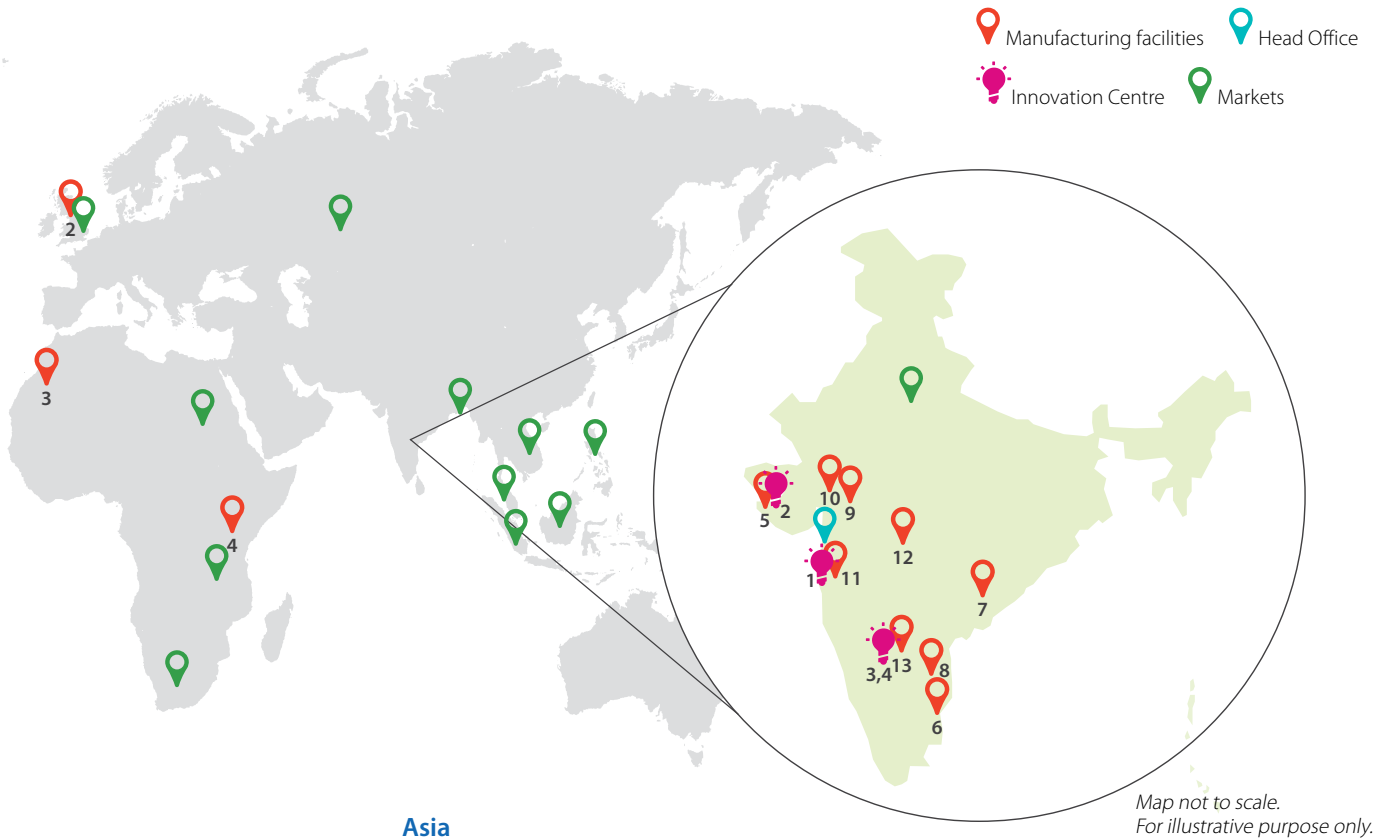 Manufacturing facilities
Head Office
Innovation Centre
Markets
2
3
4
10
9
5
2
12
1
11
7
3,4
13
8
6
Map not to scale.
For illustrative purpose only.
Asia